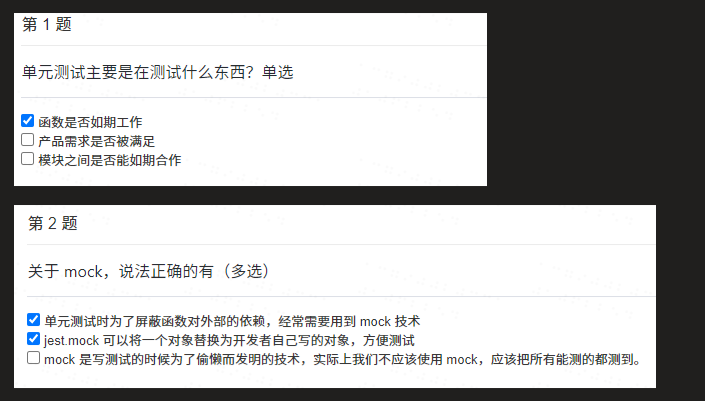 第 1 题
单元测试主要是在测试什么东西？单选
函数是否如期工作
产品需求是否被满足
模块之间是否能如期合作
第 2 题
关于 mock，说法正确的有（多选）
单元测试时为了屏蔽函数对外部的依赖，经常需要用到 mock 技术
jest.mock 可以将一个对象替换为开发者自己写的对象，方便测试
mock 是写测试的时候为了偷懒而发明的技术，实际上我们不应该使用 mock，应该把所有能测的都测到。